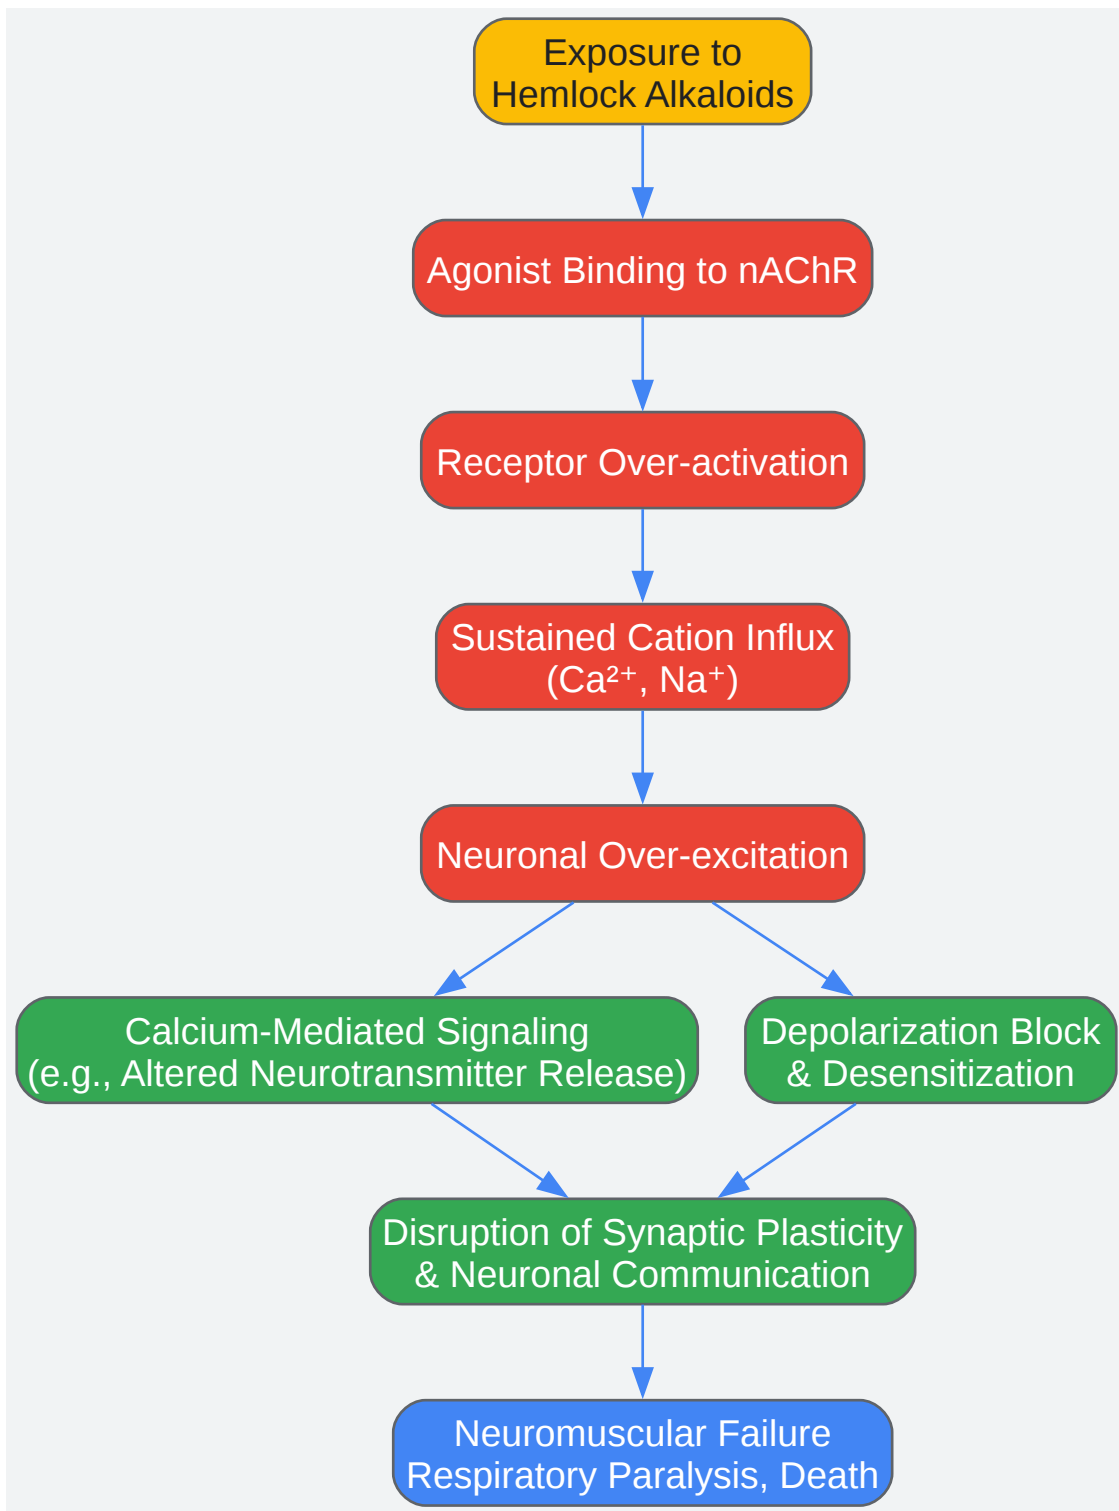 Exposure to
Hemlock Alkaloids
Agonist Binding to nAChR
Receptor Over-activation
Sustained Cation Influx
(Ca²⁺, Na⁺)
Neuronal Over-excitation
Calcium-Mediated Signaling
(e.g., Altered Neurotransmitter Release)
Depolarization Block
& Desensitization
Disruption of Synaptic Plasticity
& Neuronal Communication
Neuromuscular Failure
Respiratory Paralysis, Death